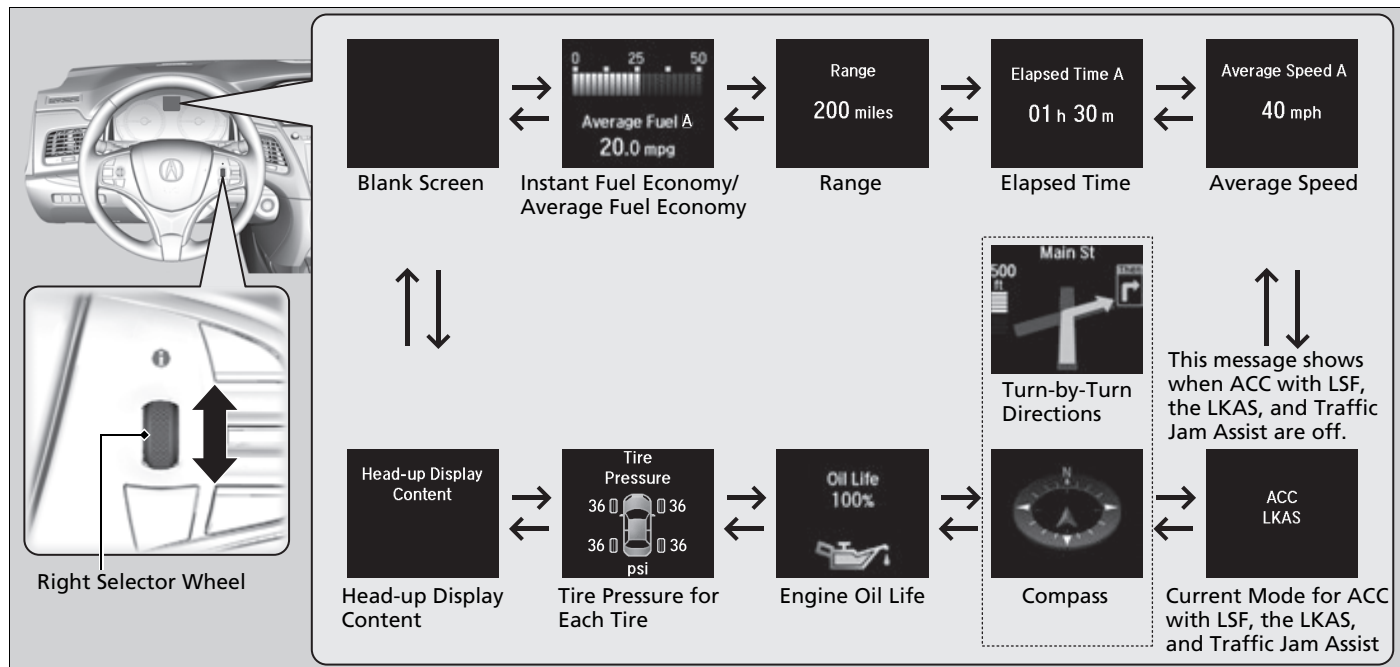 0 25 50
Average Fuel A
20.0 mpg
Range
200 miles
Elapsed Time A
01 h 30 m
Average Speed A
40 mph
Blank Screen
Instant Fuel Economy/
Average Fuel Economy
Range
Elapsed Time
Average Speed
Main St
500
ft
Then
Turn-by-Turn
Directions
This message shows
when ACC with LSF,
the LKAS, and Traffic
Jam Assist are off.
Right Selector Wheel
Head-up Display
Content
Tire
Pressure
36 36
36 36
psi
Oil Life
100%
N
ACC
LKAS
Head-up Display
Content
Tire Pressure for
Each Tire
Engine Oil Life
Compass
Current Mode for ACC
with LSF, the LKAS,
and Traffic Jam Assist